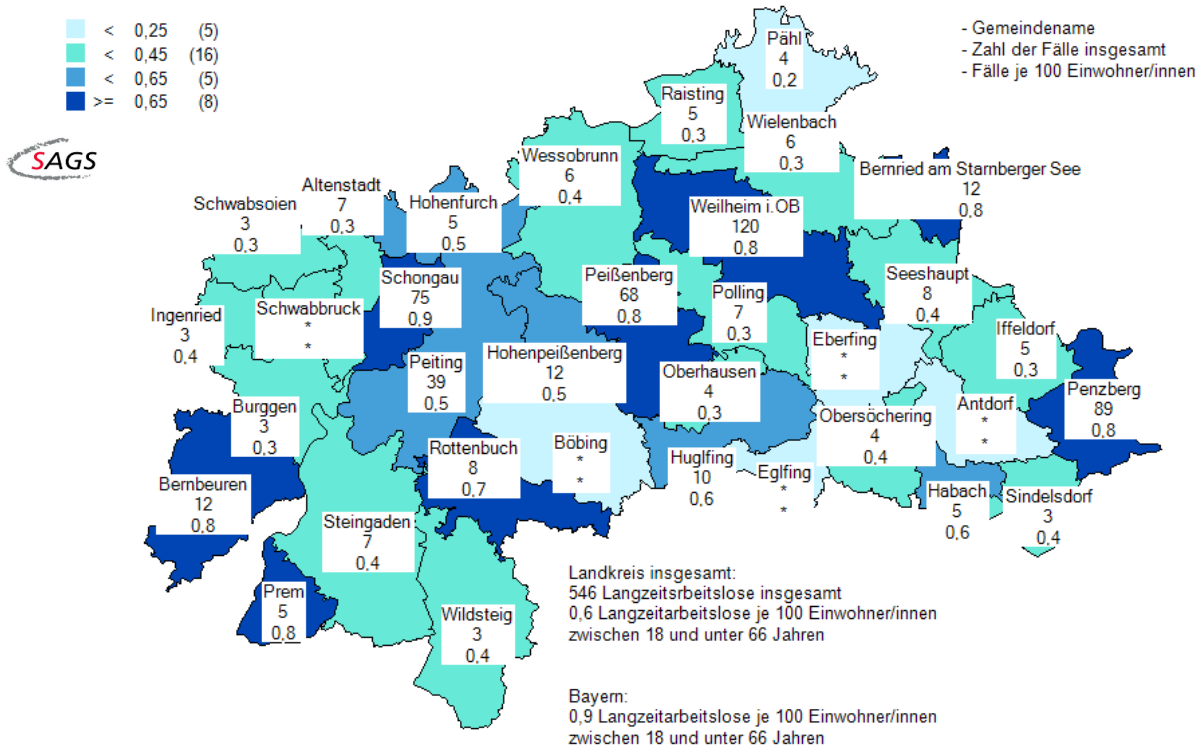 < 0,25 (5)
< 0,45 (16)
< 0,65 (5)
>= 0,65 (8)
SAGS
- Gemeindename
- Zahl der Fälle insgesamt
- Fälle je 100 Einwohner/innen
Pähl
4
0,2
Raisting
5
0,3
Wielenbach
6
0,3
Wessobrunn
6
0,4
Bernried am Starnberger See
12
0,8
Altenstadt
7
0,3
Hohenfurch
5
0,5
Schwabsoien
3
0,3
Weilheim i.OB
120
0,8
Schongau
75
0,9
Peißenberg
68
0,8
Seeshaupt
8
0,4
Polling
7
0,3
Schwabbruck
*
*
Ingenried
3
0,4
Iffeldorf
5
0,3
Eberfing
*
*
Hohenpeißenberg
12
0,5
Peiting
39
0,5
Oberhausen
4
0,3
Penzberg
89
0,8
Burggen
3
0,3
Obersöchering
4
0,4
Antdorf
*
*
Rottenbuch
8
0,7
Böbing
*
*
Huglfing
10
0,6
Eglfing
*
*
Bernbeuren
12
0,8
Habach
5
0,6
Sindelsdorf
3
0,4
Steingaden
7
0,4
Prem
5
0,8
Wildsteig
3
0,4
Landkreis insgesamt:
546 Langzeitsrbeitslose insgesamt
0,6 Langzeitarbeitslose je 100 Einwohner/innen
zwischen 18 und unter 66 Jahren
Bayern:
0,9 Langzeitarbeitslose je 100 Einwohner/innen
zwischen 18 und unter 66 Jahren